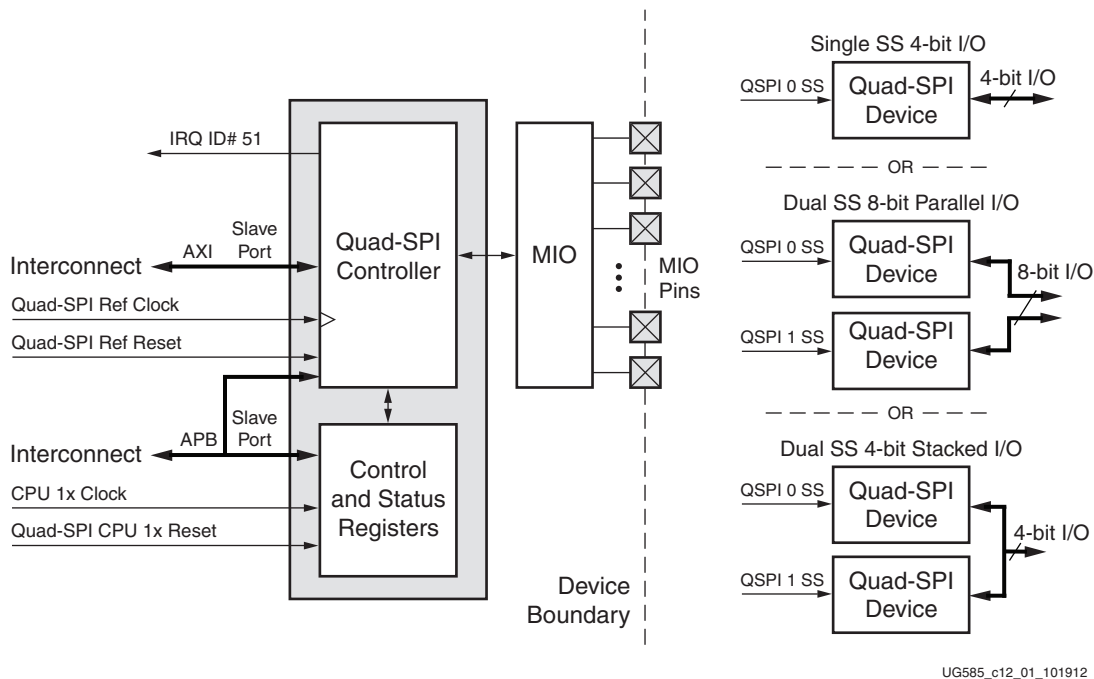 IRQ ID# 51
Interconnect
AXI
Slave
Port
Quad-SPI Ref Clock
Quad-SPI Ref Reset
Quad-SPI
Controller
Interconnect
APB
Slave
Port
CPU 1x Clock
Quad-SPI CPU 1x Reset
Control
and Status
Registers
MIO
MIO
Pins
Device
Boundary
Single SS 4-bit I/O
QSPI 0 SS
Quad-SPI
Device
4-bit I/O
OR
Dual SS 8-bit Parallel I/O
QSPI 0 SS
Quad-SPI
Device
8-bit I/O
QSPI 1 SS
Quad-SPI
Device
OR
Dual SS 4-bit Stacked I/O
QSPI 0 SS
Quad-SPI
Device
4-bit I/O
QSPI 1 SS
Quad-SPI
Device
UG585_c12_01_101912